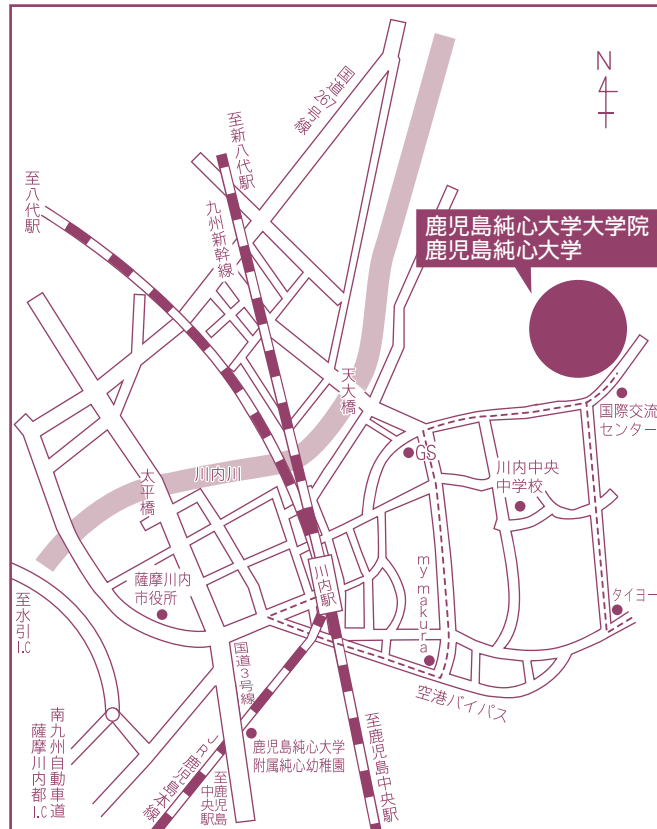 国道267号線
至新八代駅
九州新幹線
至八代駅
N
鹿児島純心大学大学院
鹿児島純心大学
天大橋
国際交流
センター
GS
川内中央
中学校
川内川
太平橋
薩摩川内
市役所
川内駅
my makura
タイヨー
至水引I.C
国道3号線
空港バイパス
南九州自動車道
薩摩川内都I.C
JR鹿児島本線
至鹿児島
中央駅
鹿児島純心大学
附属純心幼稚園
至鹿児島中央駅